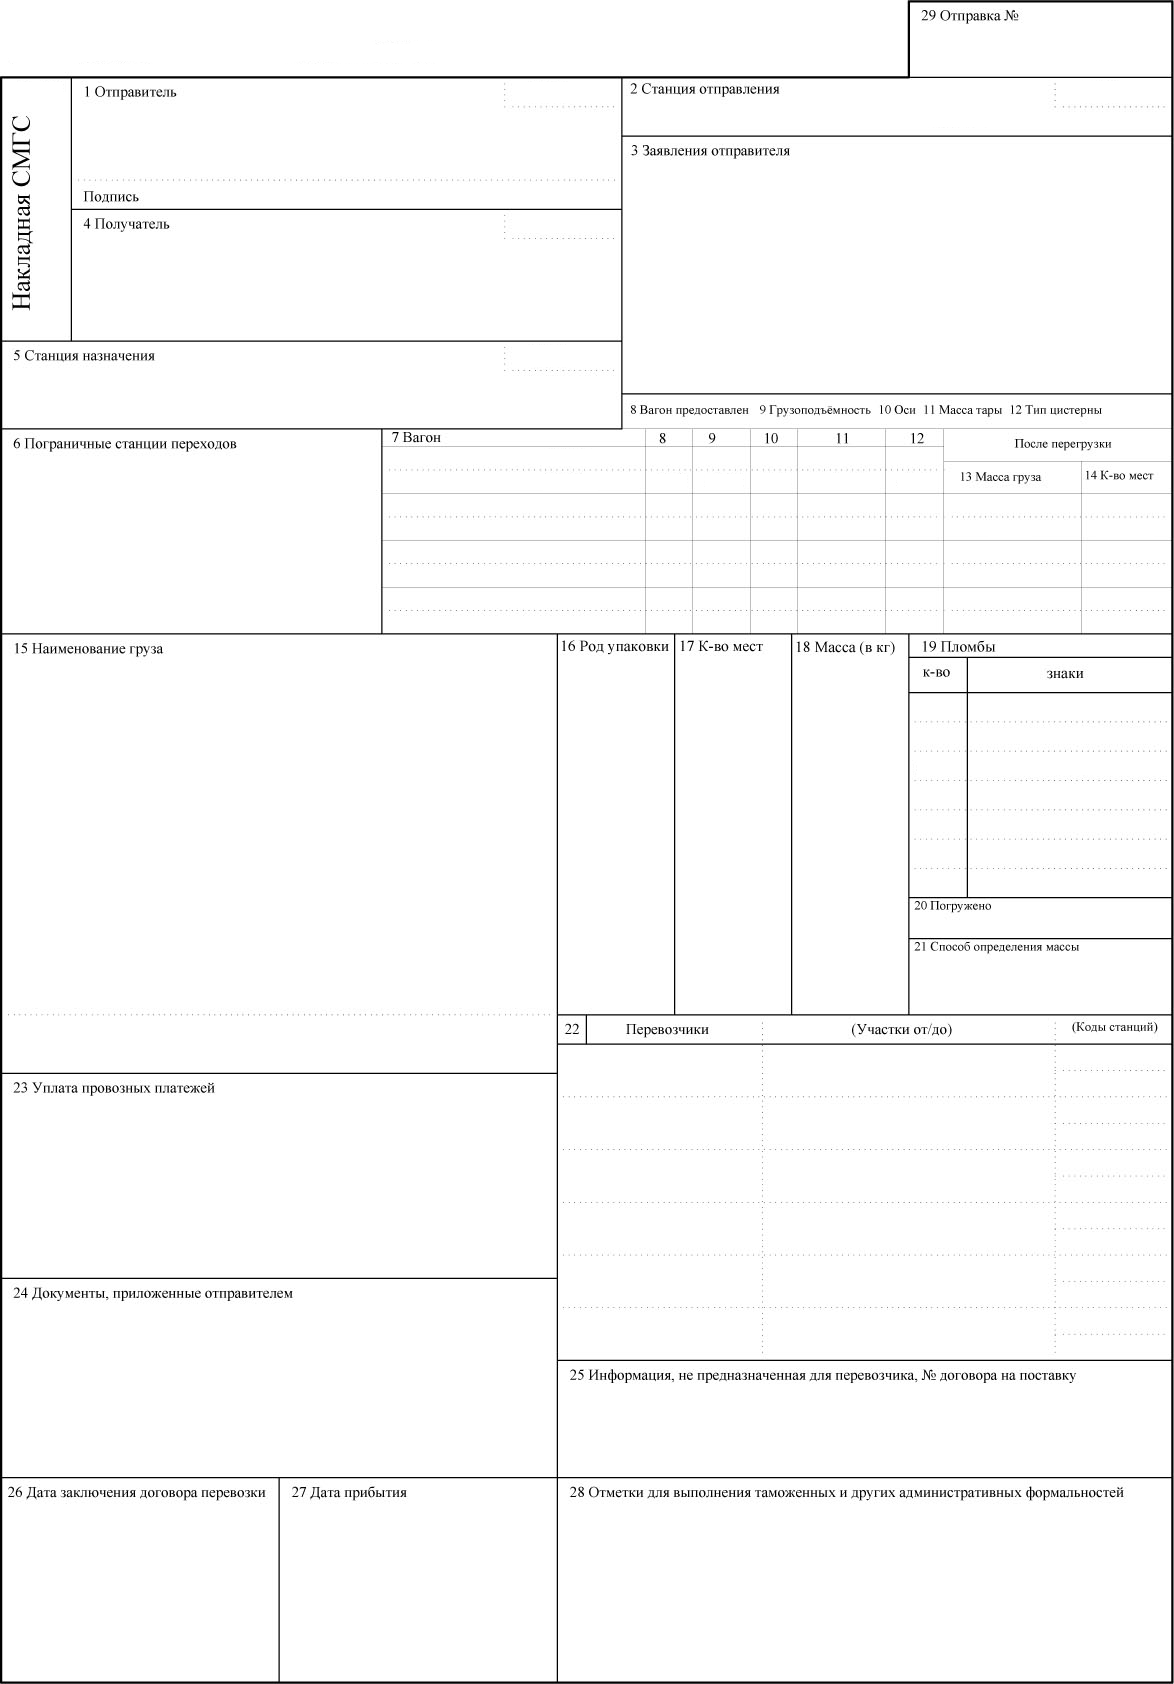 29 Отправка №
Накладная СМГС
1 Отправитель
Подпись
2 Станция отправления
3 Заявления отправителя
4 Получатель
5 Станция назначения
8 Вагон предоставлен 9 Грузоподъёмность 10 Оси 11 Масса тары 12 Тип цистерны
6 Пограничные станции переходов
7 Вагон 8 9 10 11 12 После перегрузки
13 Масса груза 14 К-во мест
15 Наименование груза 16 Род упаковки 17 К-во мест 18 Масса (в кг) 19 Пломбы
к-во знаки
20 Погружено
21 Способ определения массы
22 Перевозчики (Участки от/до) (Коды станций)
23 Уплата провозных платежей
24 Документы, приложенные отправителем
25 Информация, не предназначенная для перевозчика, № договора на поставку
26 Дата заключения договора перевозки 27 Дата прибытия 28 Отметки для выполнения таможенных и других административных формальностей